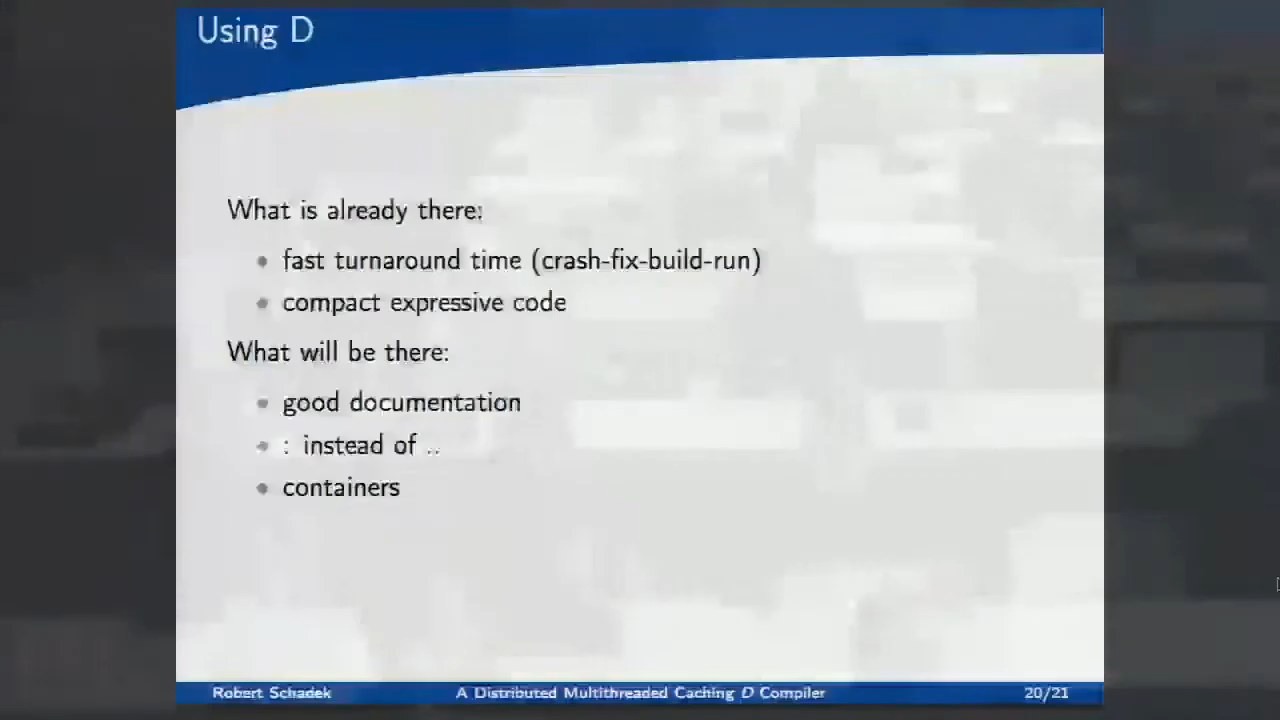 Using D
What is already there:
fast turnaround time (crash-fix-build-run)
compact expressive code
What will be there:
good documentation
: instead of ..
containers
Robert Schadek A Distributed Multithreaded Caching D Compiler 20/21